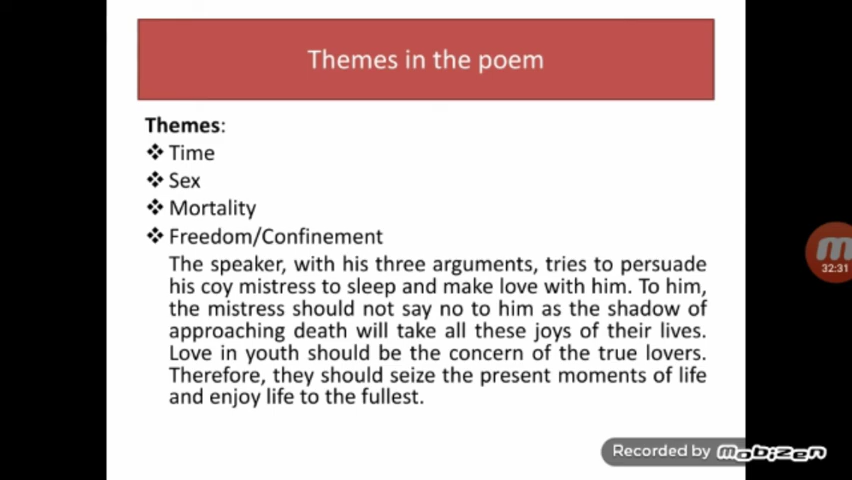 Themes in the poem
Themes:
❖ Time
❖ Sex
❖ Mortality
❖ Freedom/Confinement
The speaker, with his three arguments, tries to persuade
his coy mistress to sleep and make love with him. To him,
the mistress should not say no to him as the shadow of
approaching death will take all these joys of their lives.
Love in youth should be the concern of the true lovers.
Therefore, they should seize the present moments of life
and enjoy life to the fullest.
32:31
Recorded by mobizen